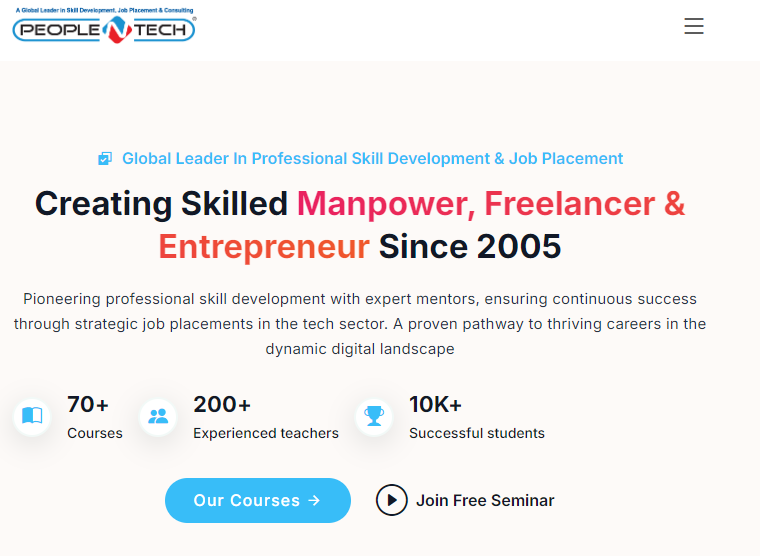 A Global Leader in Skill Development, Job Placement & Consulting
PEOPLE N TECH ®
Global Leader In Professional Skill Development & Job Placement
Creating Skilled Manpower, Freelancer &
Entrepreneur Since 2005
Pioneering professional skill development with expert mentors, ensuring continuous success
through strategic job placements in the tech sector. A proven pathway to thriving careers in the
dynamic digital landscape
70+
Courses
200+
Experienced teachers
10K+
Successful students
Our Courses →
Join Free Seminar